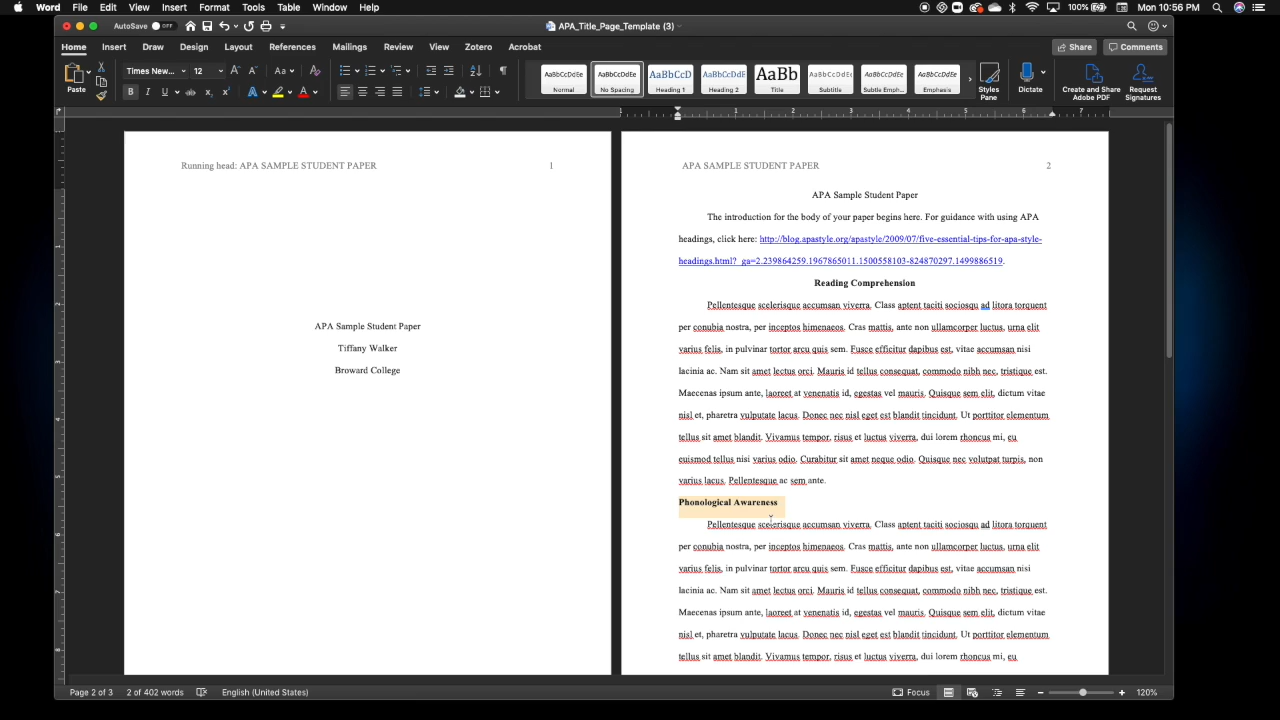 Word File Edit View Insert Format Tools Table Window Help 100% Mon 10:56 PM
AutoSave OFF APA_Title_Page_Template (3)
Home Insert Draw Design Layout References Mailings Review View Zotero Acrobat Share Comments
Paste Times New... 12 Aa AaBbCcDdEe Normal AaBbCcDdEe No Spacing AaBbCcD Heading 1 AaBbCcDdE Heading 2 AaBb Title AaBbCcDdEe Subtitle AaBbCcDdEe Subtle Emph... AaBbCcDdEe Emphasis Styles Pane Dictate Create and Share Adobe PDF Request Signatures
1 1 2 3 4 5 6 7
Running head: APA SAMPLE STUDENT PAPER 1
APA Sample Student Paper
Tiffany Walker
Broward College
APA SAMPLE STUDENT PAPER 2
APA Sample Student Paper
The introduction for the body of your paper begins here. For guidance with using APA
headings, click here: http://blog.apastyle.org/apastyle/2009/07/five-essential-tips-for-apa-style-
headings.html?_ga=2.239864259.1967865011.1500558103-824870297.1499886519.
Reading Comprehension
Pellentesque scelerisque accumsan viverra. Class aptent taciti sociosqu ad litora torquent
per conubia nostra, per inceptos himenaeos. Cras mattis, ante non ullamcorper luctus, urna elit
varius felis, in pulvinar tortor arcu quis sem. Fusce efficitur dapibus est, vitae accumsan nisi
lacinia ac. Nam sit amet lectus orci. Mauris id tellus consequat, commodo nibh nec, tristique est.
Maecenas ipsum ante, laoreet at venenatis id, egestas vel mauris. Quisque sem elit, dictum vitae
nisl et, pharetra vulputate lacus. Donec nec nisl eget est blandit tincidunt. Ut porttitor elementum
tellus sit amet blandit. Vivamus tempor, risus et luctus viverra, dui lorem rhoncus mi, eu
euismod tellus nisi varius odio. Curabitur sit amet neque odio. Quisque nec volutpat turpis, non
varius lacus. Pellentesque ac sem ante.
Phonological Awareness
Pellentesque scelerisque accumsan viverra. Class aptent taciti sociosqu ad litora torquent
per conubia nostra, per inceptos himenaeos. Cras mattis, ante non ullamcorper luctus, urna elit
varius felis, in pulvinar tortor arcu quis sem. Fusce efficitur dapibus est, vitae accumsan nisi
lacinia ac. Nam sit amet lectus orci. Mauris id tellus consequat, commodo nibh nec, tristique est.
Maecenas ipsum ante, laoreet at venenatis id, egestas vel mauris. Quisque sem elit, dictum vitae
nisl et, pharetra vulputate lacus. Donec nec nisl eget est blandit tincidunt. Ut porttitor elementum
tellus sit amet blandit. Vivamus tempor, risus et luctus viverra, dui lorem rhoncus mi, eu
Page 2 of 3 2 of 402 words English (United States) Focus 120%